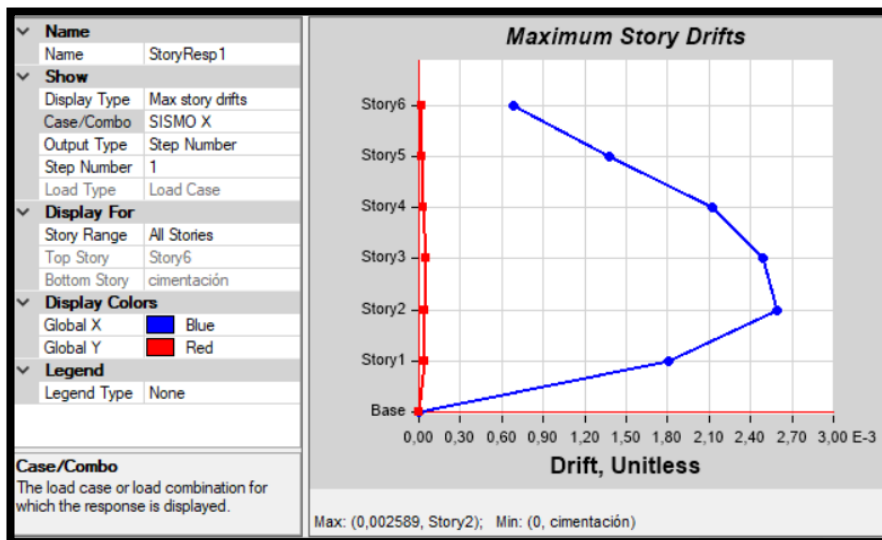 Name
Name StoryResp1
Show
Display Type Max story drifts
Case/Combo SISMO X
Output Type Step Number
Step Number 1
Load Type Load Case
Display For
Story Range All Stories
Top Story Story6
Bottom Story cimentación
Display Colors
Global X Blue
Global Y Red
Legend
Legend Type None
Case/Combo
The load case or load combination for
which the response is displayed.
Maximum Story Drifts
Story6
Story5
Story4
Story3
Story2
Story1
Base
0,00 0,30 0,60 0,90 1,20 1,50 1,80 2,10 2,40 2,70 3,00 E-3
Drift, Unitless
Max: (0,002589, Story2); Min: (0, cimentación)